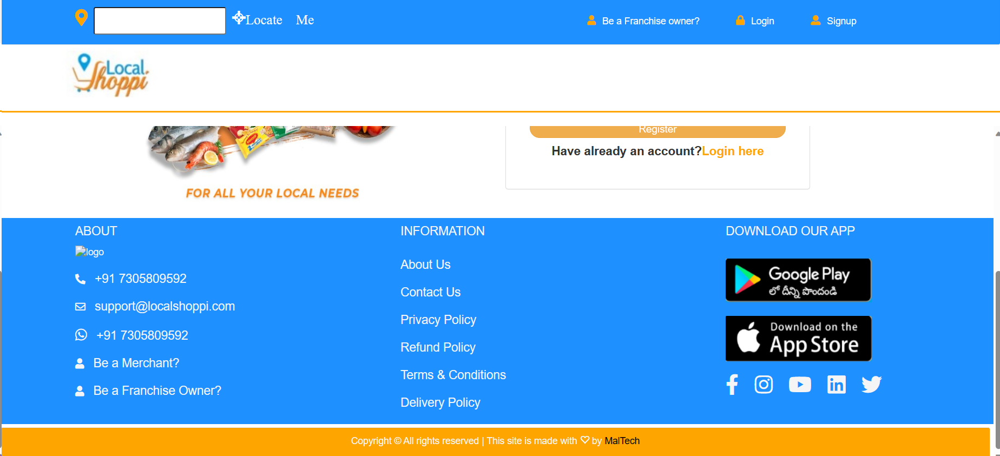 Locate Me
Be a Franchise owner?
Login
Signup
Local
Shoppi
Register
Have already an account?Login here
FOR ALL YOUR LOCAL NEEDS
ABOUT
logo
+91 7305809592
support@localshoppi.com
+91 7305809592
Be a Merchant?
Be a Franchise Owner?
INFORMATION
About Us
Contact Us
Privacy Policy
Refund Policy
Terms & Conditions
Delivery Policy
DOWNLOAD OUR APP
Google Play
లో దీన్ని పొందండి
Download on the
App Store
Copyright © All rights reserved | This site is made with ♡ by MalTech